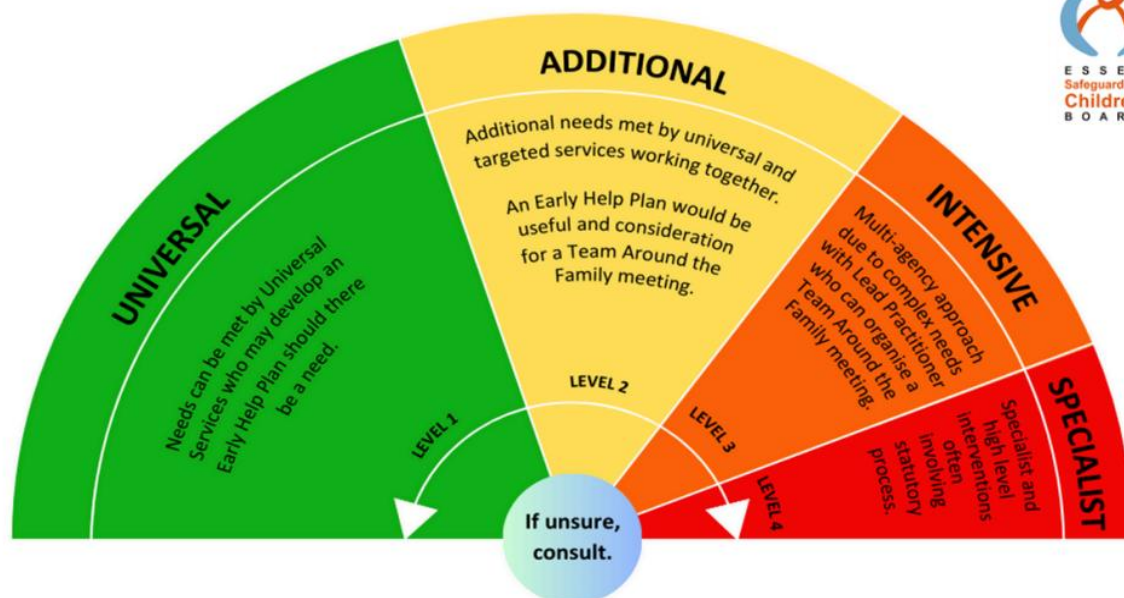 UNIVERSAL
Needs can be met by Universal
Services who may develop an
Early Help Plan should there
be a need.
LEVEL 1
ADDITIONAL
Additional needs met by universal and
targeted services working together.
An Early Help Plan would be
useful and consideration
for a Team Around the
Family meeting.
LEVEL 2
INTENSIVE
Multi-agency approach
due to complex needs
with Lead Practitioner
who can organise a
Team Around the
Family meeting.
LEVEL 3
SPECIALIST
Specialist and
high level
interventions
often
involving
statutory
process.
LEVEL 4
If unsure,
consult.
E S S E
Safeguard
Childre
B O A R